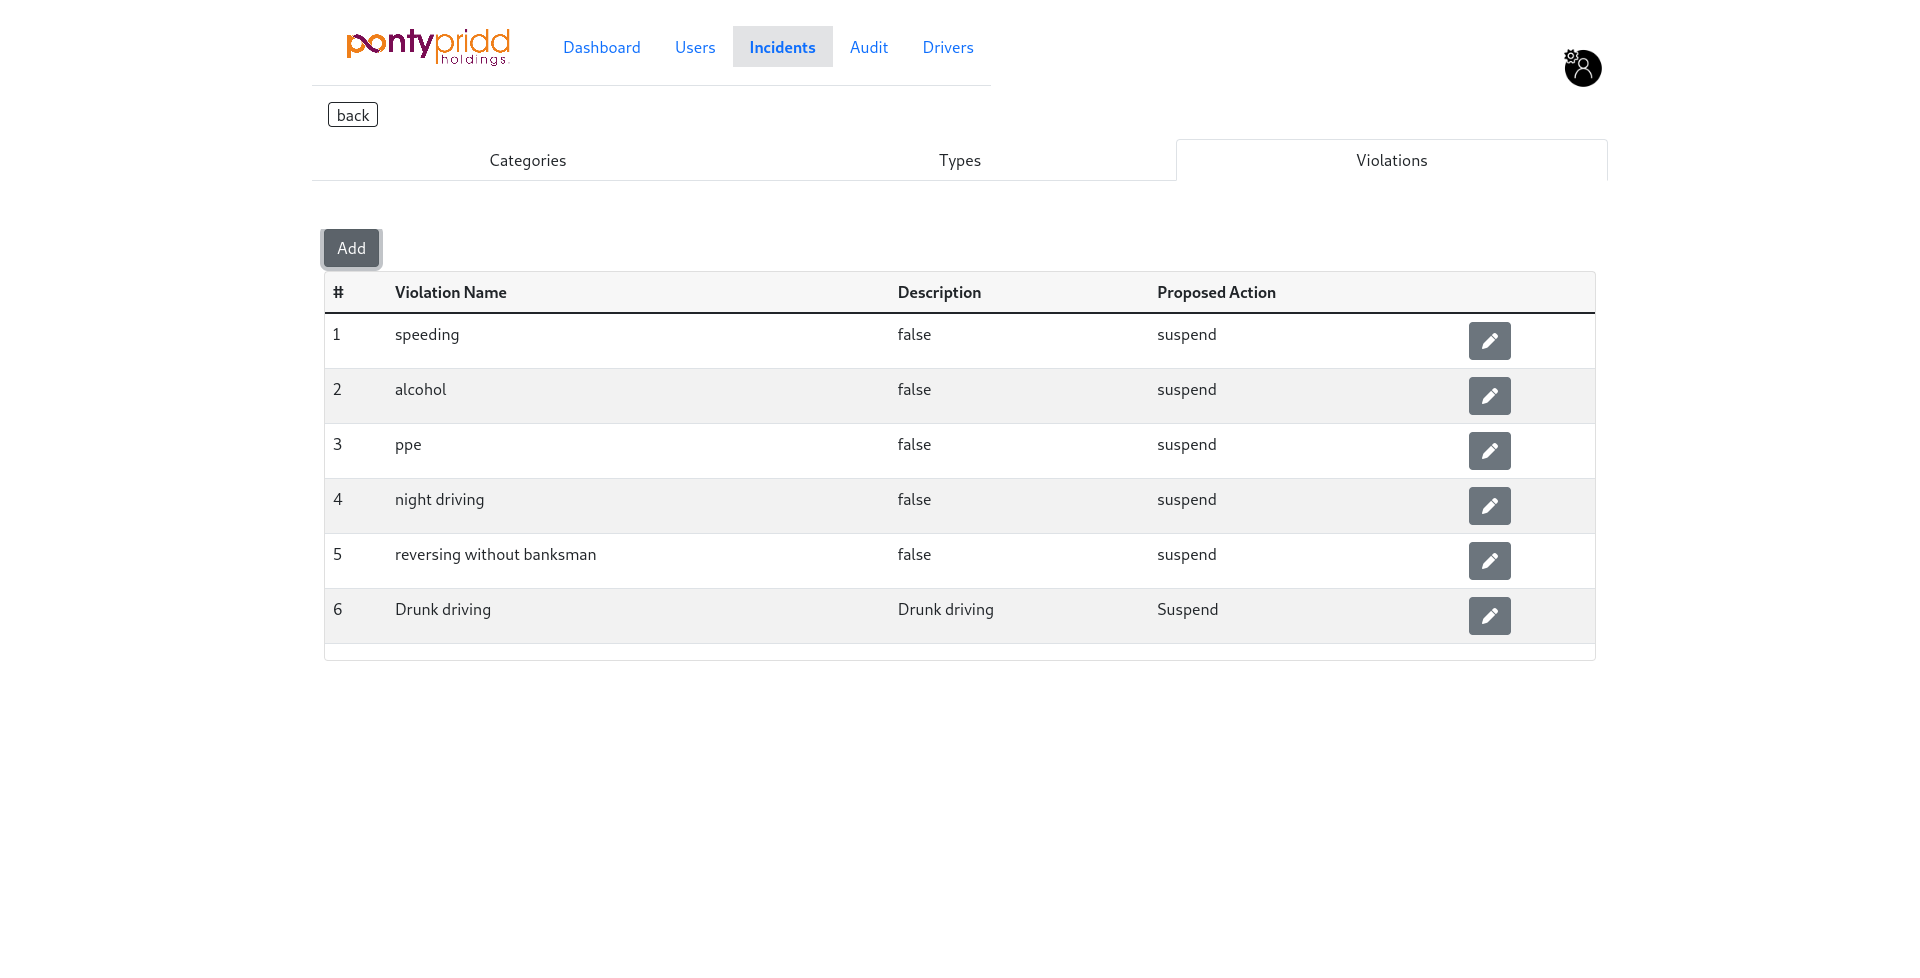 pontypridd
holdings
Dashboard Users Incidents Audit Drivers
back
Categories Types Violations
Add
# Violation Name Description Proposed Action
1 speeding false suspend
2 alcohol false suspend
3 ppe false suspend
4 night driving false suspend
5 reversing without banksman false suspend
6 Drunk driving Drunk driving Suspend